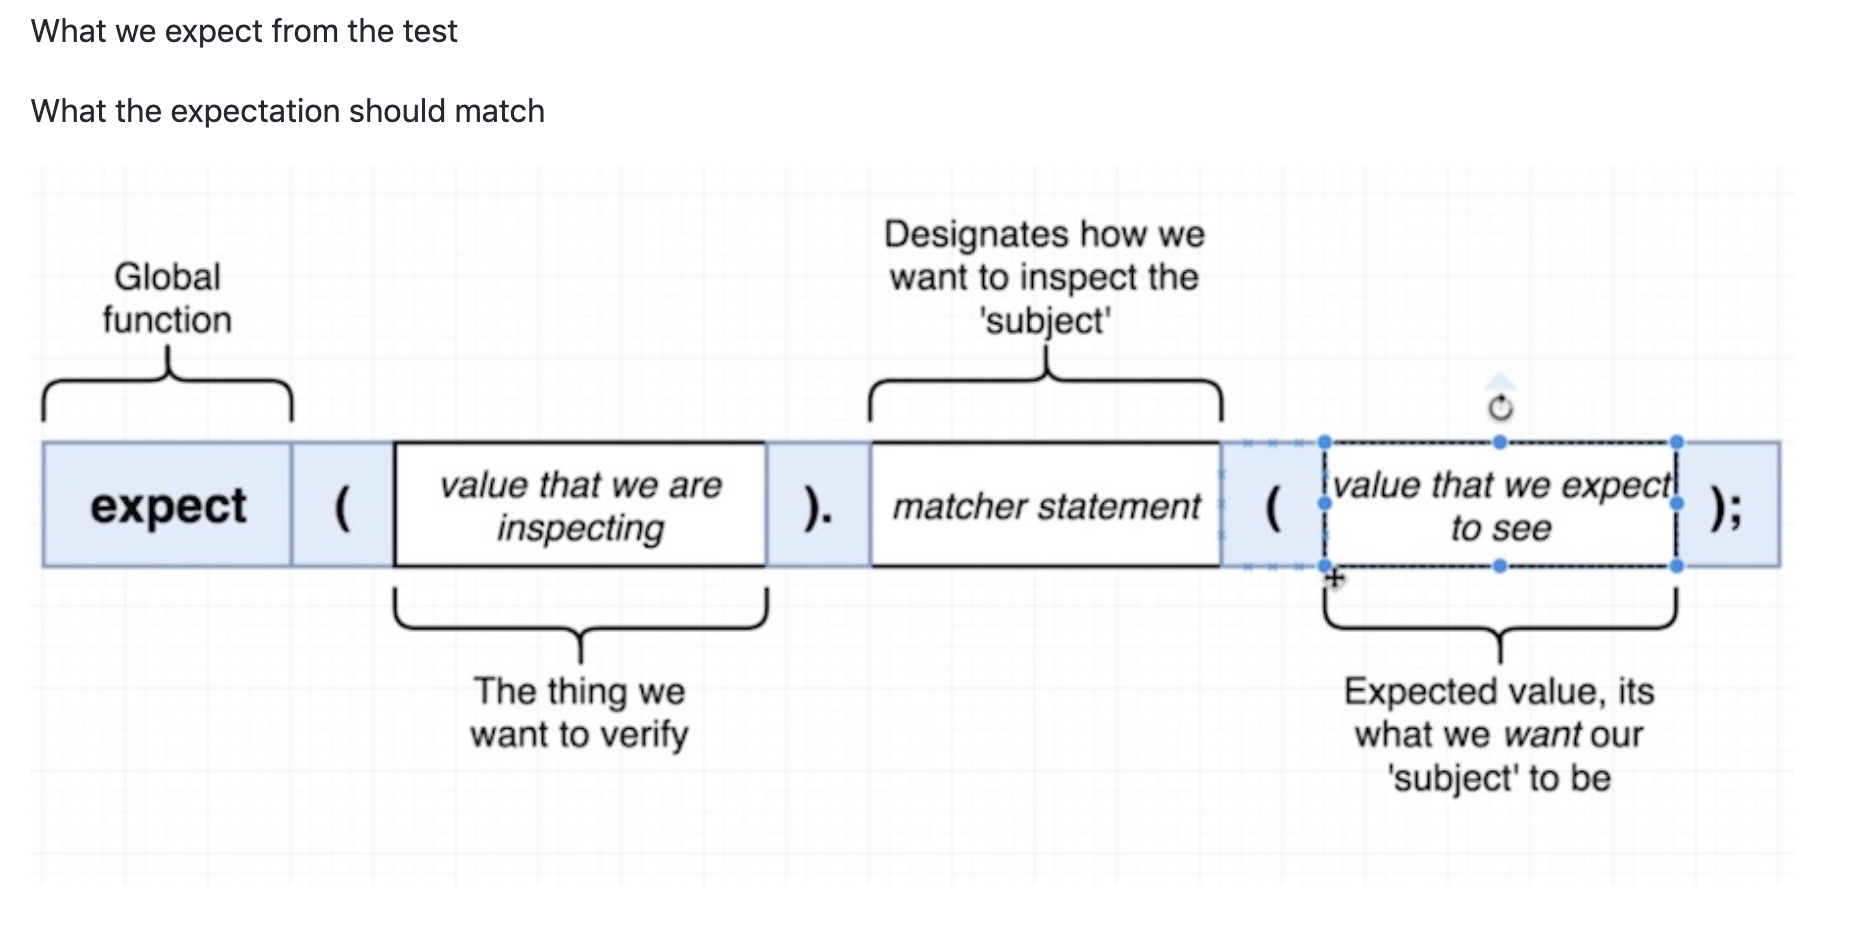 What we expect from the test
What the expectation should match
Designates how we
want to inspect the
'subject'
Global
function
expect
(
value that we are
inspecting
).
matcher statement
(
value that we expect
to see
);
The thing we
want to verify
Expected value, its
what we want our
'subject' to be